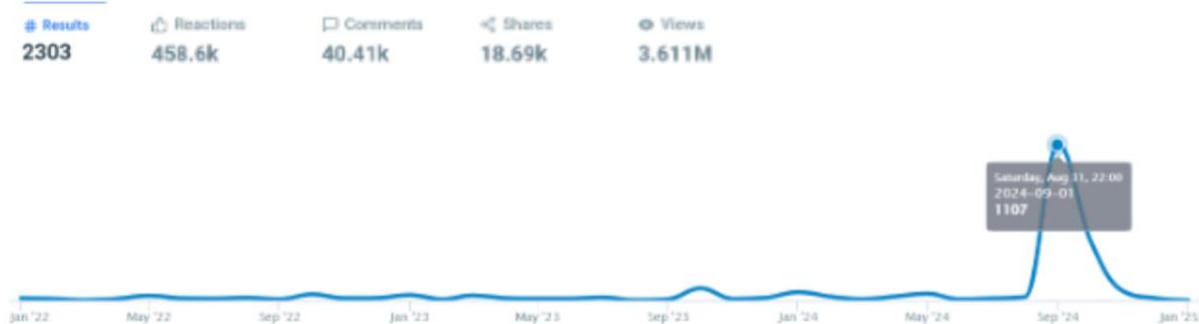 # Results Reactions Comments Shares Views
2303 458.6k 40.41k 18.69k 3.611M
Saturday, Aug 31, 22:00
2024-09-01
1107
Jan '22 May '22 Sep '22 Jan '23 May '23 Sep '23 Jan '24 May '24 Sep '24 Jan '25